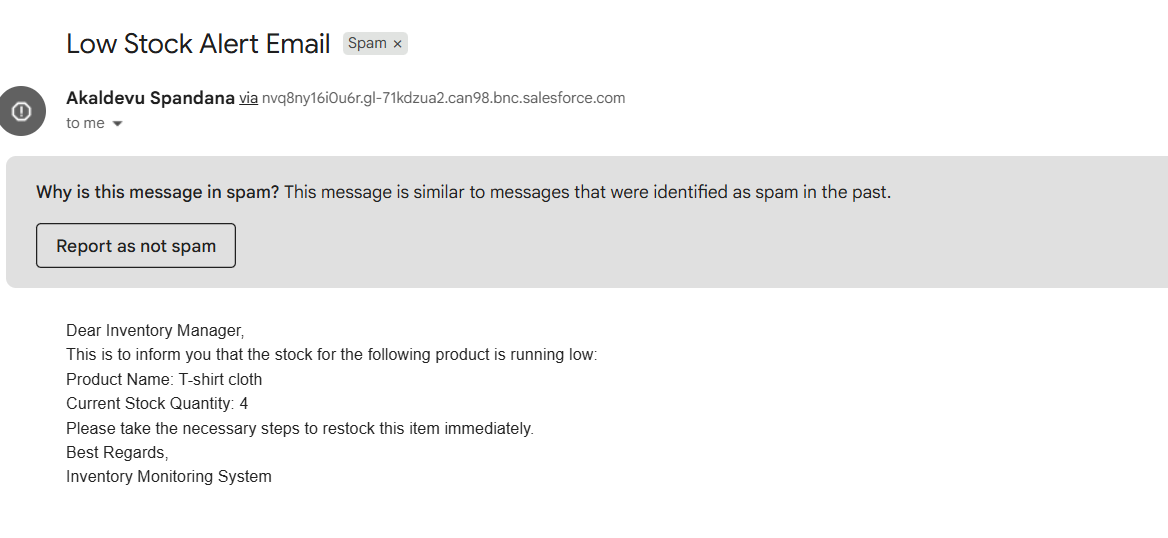 Low Stock Alert Email Spam ×
Akaldevu Spandana via nvq8ny16i0u6r.gl-71kdzua2.can98.bnc.salesforce.com
to me
Why is this message in spam? This message is similar to messages that were identified as spam in the past.
Report as not spam
Dear Inventory Manager,
This is to inform you that the stock for the following product is running low:
Product Name: T-shirt cloth
Current Stock Quantity: 4
Please take the necessary steps to restock this item immediately.
Best Regards,
Inventory Monitoring System